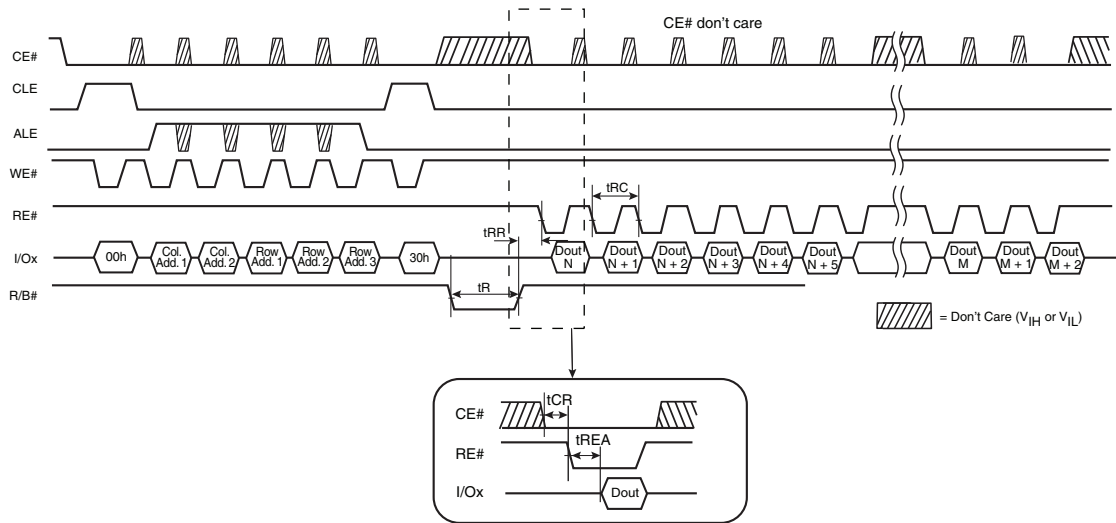 CE# don't care
CE#
CLE
ALE
WE#
tRC
RE#
tRR
I/Ox
00h
Col. Add. 1
Col. Add. 2
Row Add. 1
Row Add. 2
Row Add. 3
30h
Dout N
Dout N + 1
Dout N + 2
Dout N + 3
Dout N + 4
Dout N + 5
Dout M
Dout M + 1
Dout M + 2
tR
R/B#
= Don't Care (VIH or VIL)
tCR
CE#
tREA
RE#
I/Ox
Dout